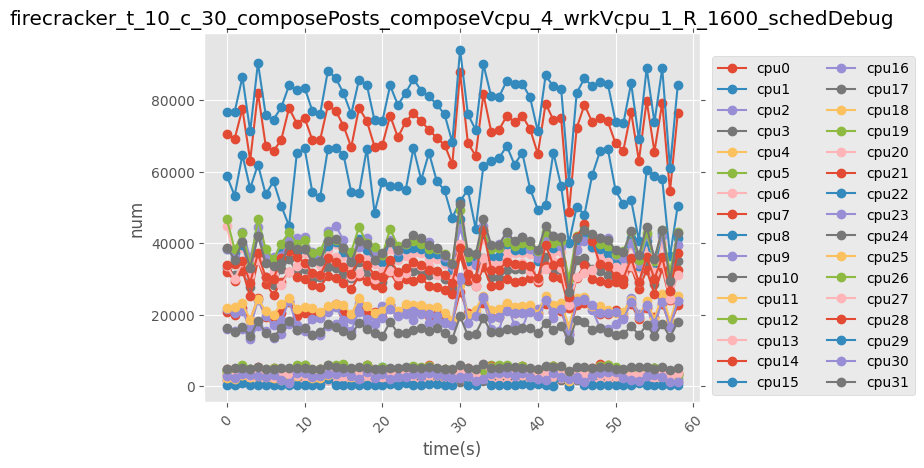 firecracker_t_10_c_30_composePosts_composeVcpu_4_wrkVcpu_1_R_1600_schedDebug
80000
60000
40000
20000
0
num
0
10
20
30
40
50
60
time(s)
cpu0
cpu1
cpu2
cpu3
cpu4
cpu5
cpu6
cpu7
cpu8
cpu9
cpu10
cpu11
cpu12
cpu13
cpu14
cpu15
cpu16
cpu17
cpu18
cpu19
cpu20
cpu21
cpu22
cpu23
cpu24
cpu25
cpu26
cpu27
cpu28
cpu29
cpu30
cpu31